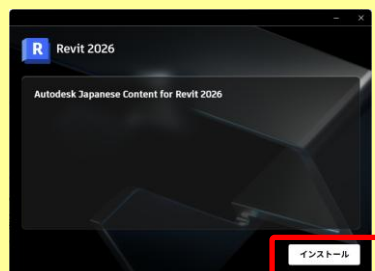 R Revit 2026
Autodesk Japanese Content for Revit 2026
インストール